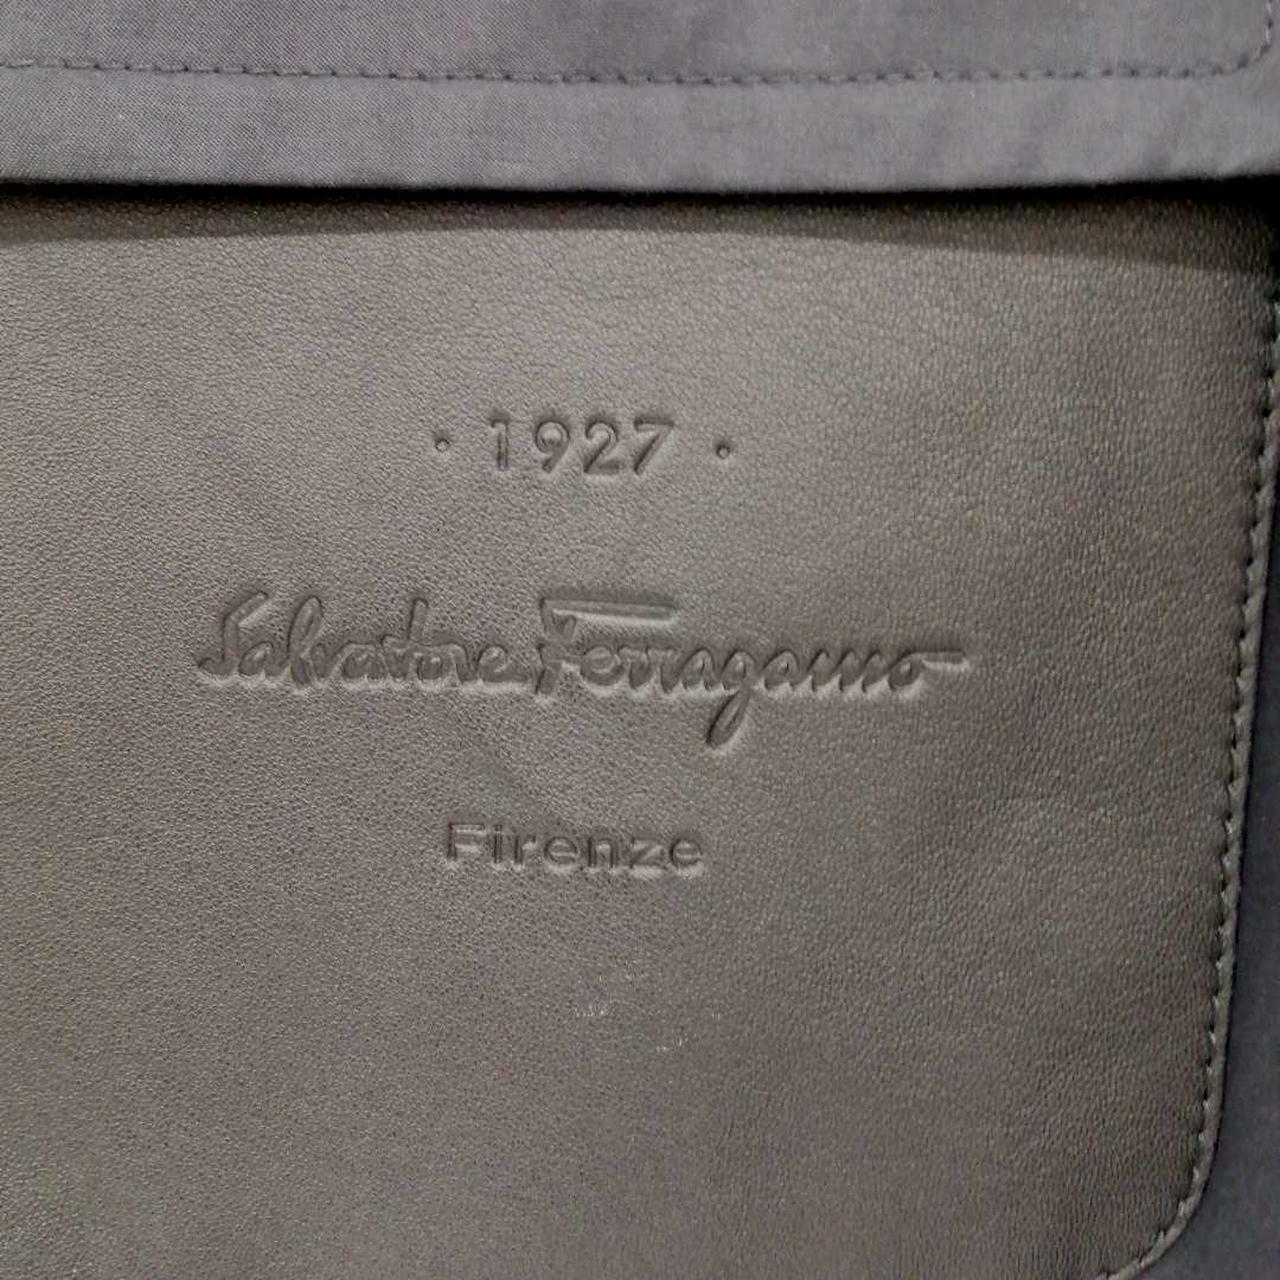 · 1927 ·
Salvatore Ferragamo
Firenze